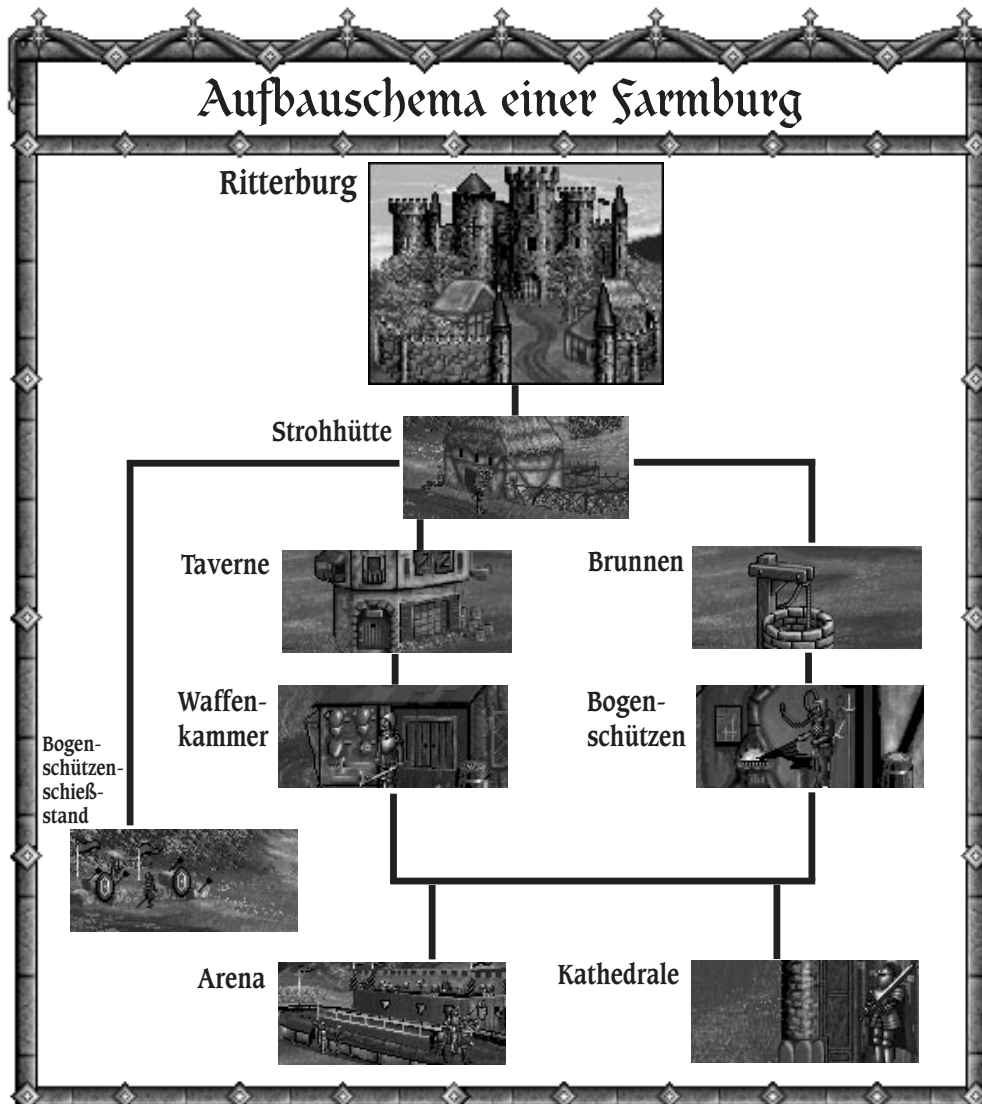 Aufbauschema einer Farmburg
Ritterburg
Strohhütte
Taverne
Brunnen
Waffen-
kammer
Bogen-
schützen
Bogen-
schützen-
schieß-
stand
Arena
Kathedrale